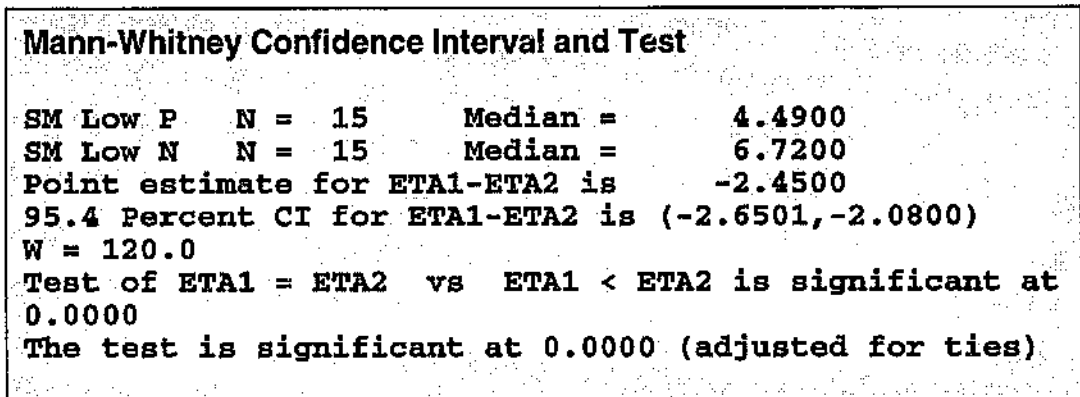 Mann-Whitney Confidence Interval and Test
SM Low P N = 15 Median = 4.4900
SM Low N N = 15 Median = 6.7200
Point estimate for ETA1-ETA2 is -2.4500
95.4 Percent CI for ETA1-ETA2 is (-2.6501,-2.0800)
W = 120.0
Test of ETA1 = ETA2 vs ETA1 < ETA2 is significant at
0.0000
The test is significant at 0.0000 (adjusted for ties)